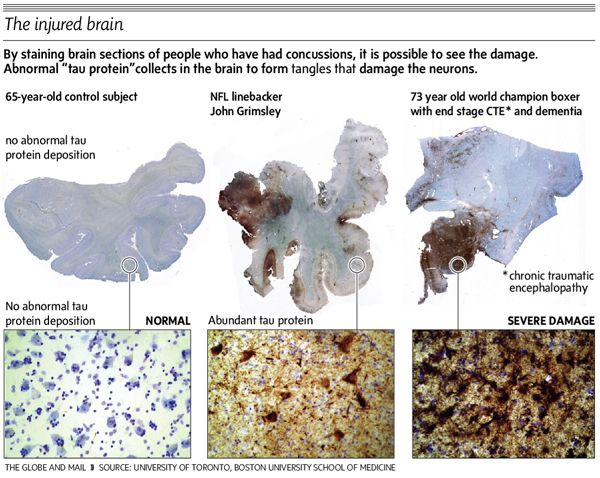 The injured brain
By staining brain sections of people who have had concussions, it is possible to see the damage.
Abnormal “tau protein”collects in the brain to form tangles that damage the neurons.
65-year-old control subject
no abnormal tau
protein deposition
NFL linebacker
John Grimsley
73 year old world champion boxer
with end stage CTE* and dementia
*chronic traumatic
encephalopathy
No abnormal tau
protein deposition
NORMAL
Abundant tau protein
SEVERE DAMAGE
THE GLOBE AND MAIL SOURCE: UNIVERSITY OF TORONTO, BOSTON UNIVERSITY SCHOOL OF MEDICINE